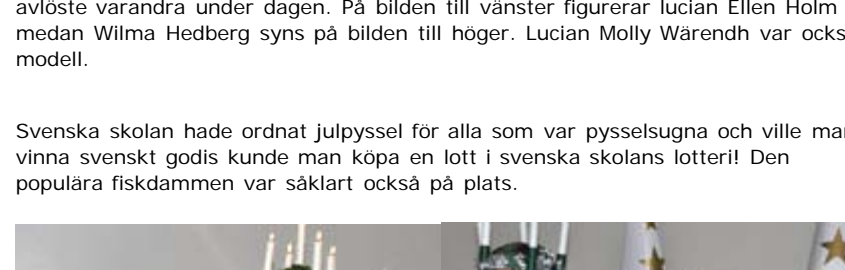 avlöste varandra under dagen. På bilden till vänster figurerar lucian Ellen Holm
medan Wilma Hedberg syns på bilden till höger. Lucian Molly Wärendh var ocks
modell.
Svenska skolan hade ordnat julpyssel för alla som var pysselsugna och ville ma
vinna svenskt godis kunde man köpa en lott i svenska skolans lotteri! Den
populära fiskdammen var såklart också på plats.